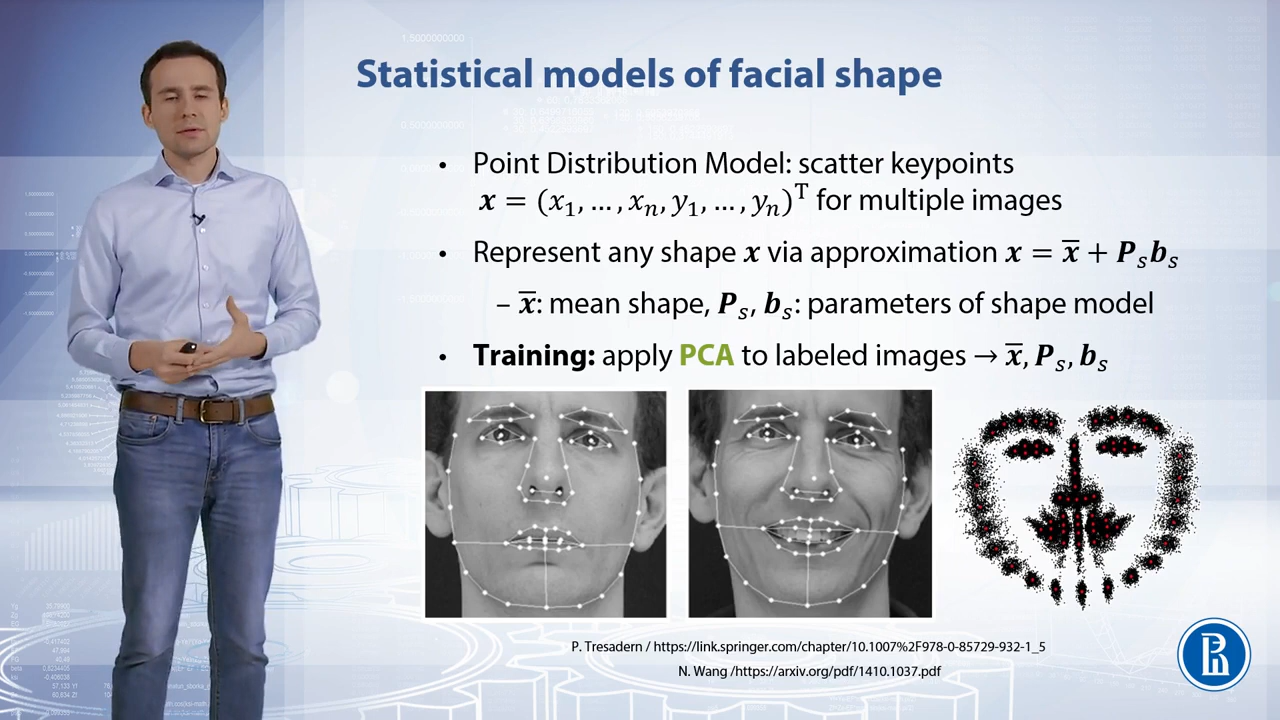 Statistical models of facial shape
• Point Distribution Model: scatter keypoints
𝒙 = (𝑥₁, … , 𝑥ₙ, 𝑦₁, … , 𝑦ₙ)ᵀ for multiple images
• Represent any shape 𝒙 via approximation 𝒙 = 𝒙̅ + 𝑷ₛ𝒃ₛ
– 𝒙̅: mean shape, 𝑷ₛ, 𝒃ₛ: parameters of shape model
• Training: apply PCA to labeled images → 𝒙̅, 𝑷ₛ, 𝒃ₛ
P. Tresadern / https://link.springer.com/chapter/10.1007%2F978-0-85729-932-1_5
N. Wang /https://arxiv.org/pdf/1410.1037.pdf